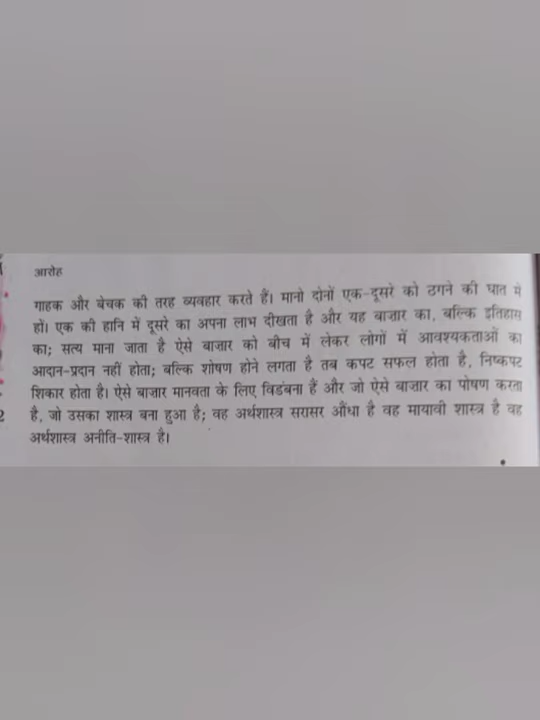 आरोह
गाहक और बेचक की तरह व्यवहार करते हैं। मानो दोनों एक-दूसरे को ठगने की घात में
हों। एक की हानि में दूसरे का अपना लाभ दीखता है और यह बाजार का, बल्कि इतिहास
का; सत्य माना जाता है ऐसे बाजार को बीच में लेकर लोगों में आवश्यकताओं का
आदान-प्रदान नहीं होता; बल्कि शोषण होने लगता है तब कपट सफल होता है, निष्कपट
शिकार होता है। ऐसे बाजार मानवता के लिए विडंबना हैं और जो ऐसे बाजार का पोषण करता
है, जो उसका शास्त्र बना हुआ है; वह अर्थशास्त्र सरासर औंधा है वह मायावी शास्त्र है वह
अर्थशास्त्र अनीति-शास्त्र है।